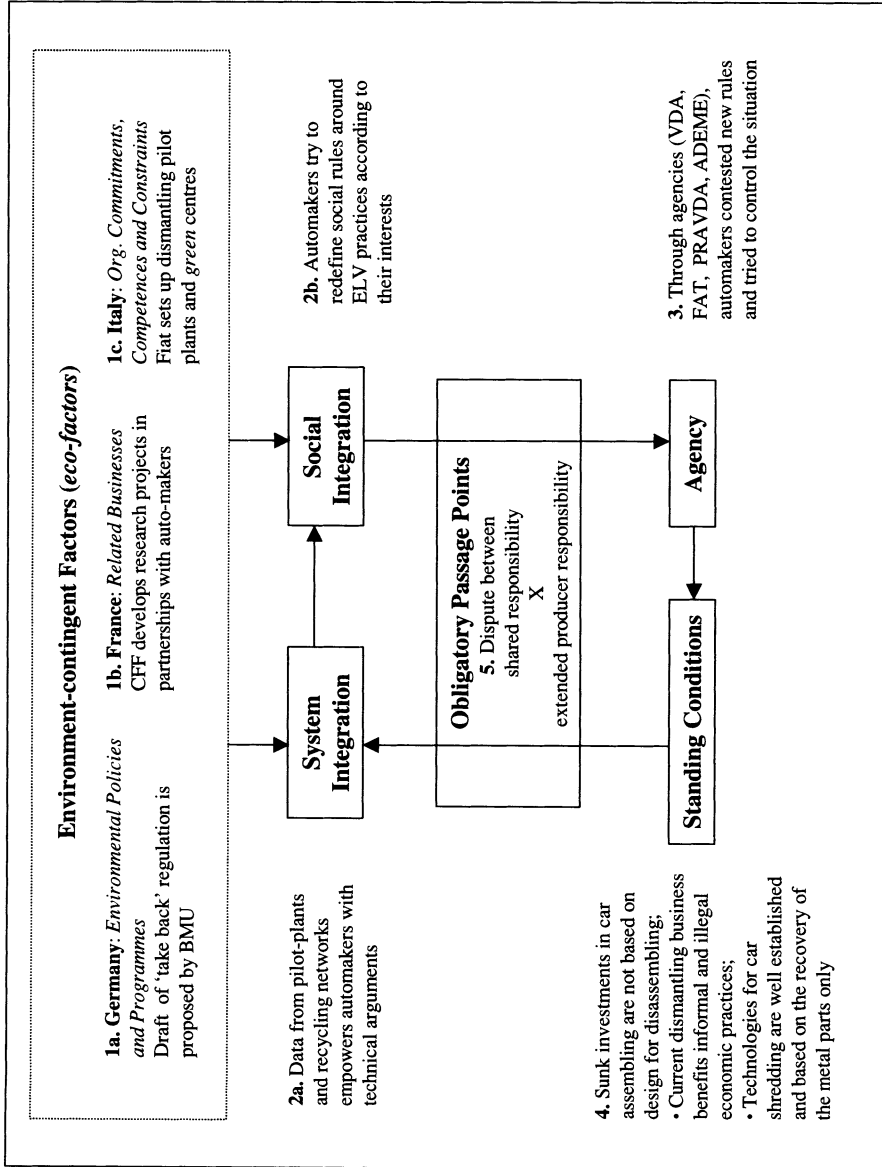 Environment-contingent Factors (eco-factors)
1a. Germany: Environmental Policies
and Programmes
Draft of 'take back' regulation is
proposed by BMU
1b. France: Related Businesses
CFF develops research projects in
partnerships with auto-makers
1c. Italy: Org. Commitments,
Competences and Constraints
Fiat sets up dismantling pilot
plants and green centres
2a. Data from pilot-plants
and recycling networks
empowers automakers with
technical arguments
System
Integration
Social
Integration
2b. Automakers try to
redefine social rules around
ELV practices according to
their interests
Obligatory Passage Points
5. Dispute between
shared responsibility
X
extended producer responsibility
4. Sunk investments in car
assembling are not based on
design for disassembling;
• Current dismantling business
benefits informal and illegal
economic practices;
• Technologies for car
shredding are well established
and based on the recovery of
the metal parts only
Standing Conditions
Agency
3. Through agencies (VDA,
FAT, PRAVDA, ADEME),
automakers contested new rules
and tried to control the situation